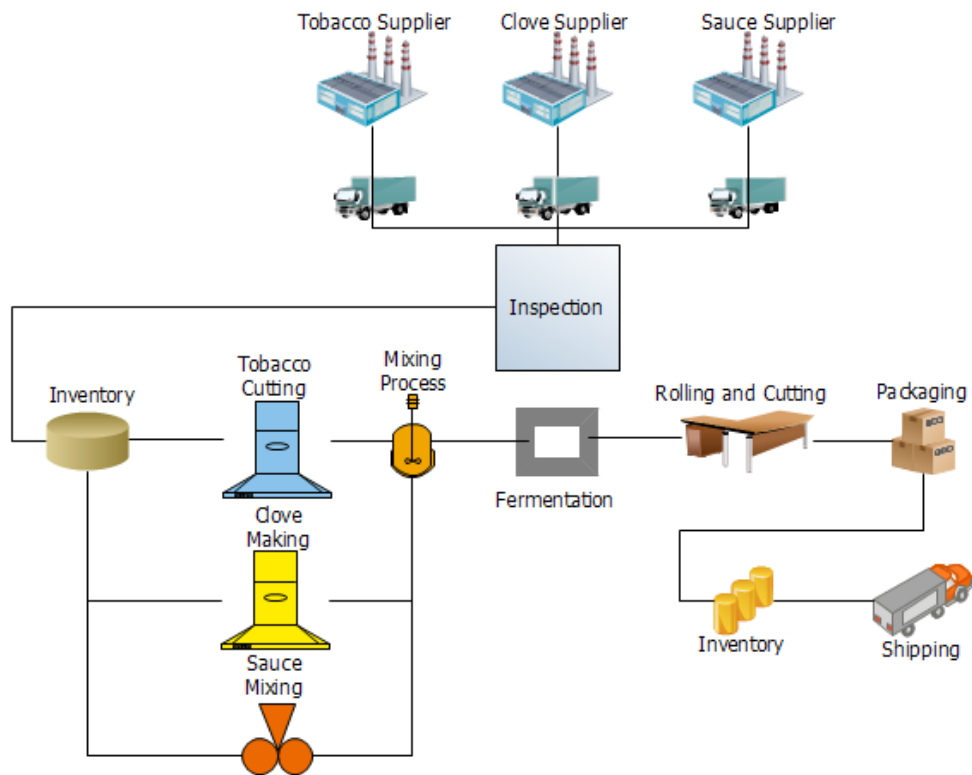 Tobacco Supplier
Clove Supplier
Sauce Supplier
Inspection
Inventory
Tobacco
Cutting
Mixing
Process
Rolling and Cutting
Packaging
Fermentation
Clove
Making
Sauce
Mixing
Inventory
Shipping